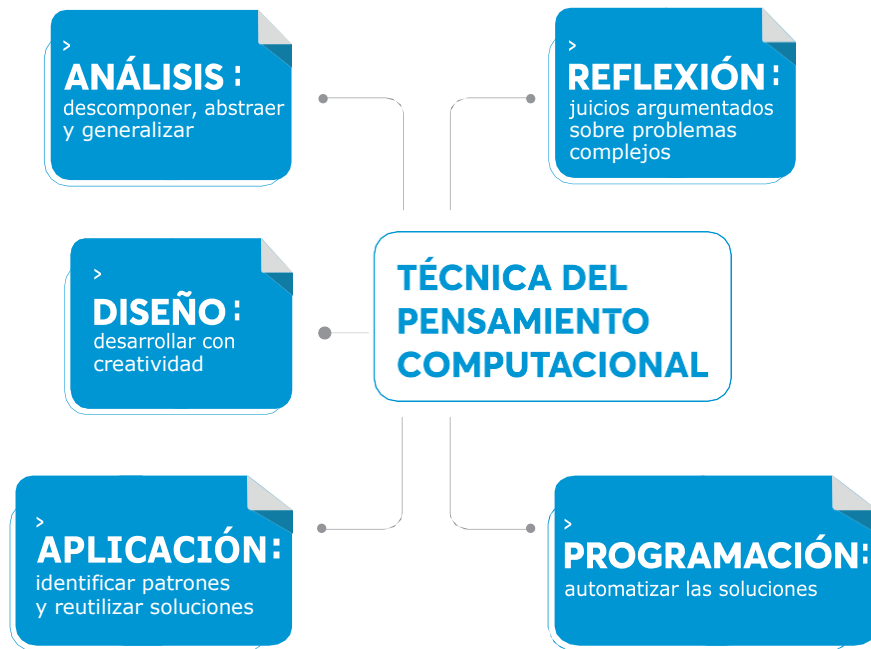 >
ANÁLISIS :
descomponer, abstraer
y generalizar
>
REFLEXIÓN:
juicios argumentados
sobre problemas
complejos
>
DISEÑO:
desarrollar con
creatividad
TÉCNICA DEL
PENSAMIENTO
COMPUTACIONAL
>
APLICACIÓN:
identificar patrones
y reutilizar soluciones
>
PROGRAMACIÓN:
automatizar las soluciones